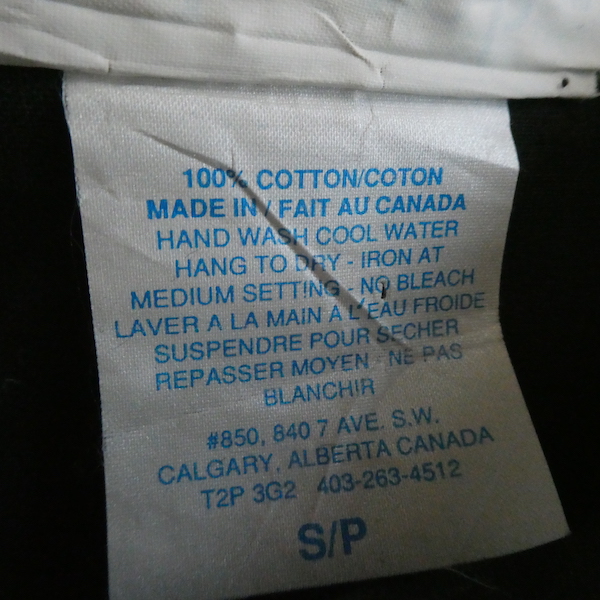 100% COTTON/COTON
MADE IN / FAIT AU CANADA
HAND WASH COOL WATER
HANG TO DRY - IRON AT
MEDIUM SETTING - NO BLEACH
LAVER A LA MAIN À L'EAU FROIDE
SUSPENDRE POUR SECHER
REPASSER MOYEN - NE PAS
BLANCHIR
#850, 840 7 AVE. S.W.
CALGARY, ALBERTA CANADA
T2P 3G2 403-263-4512
S/P